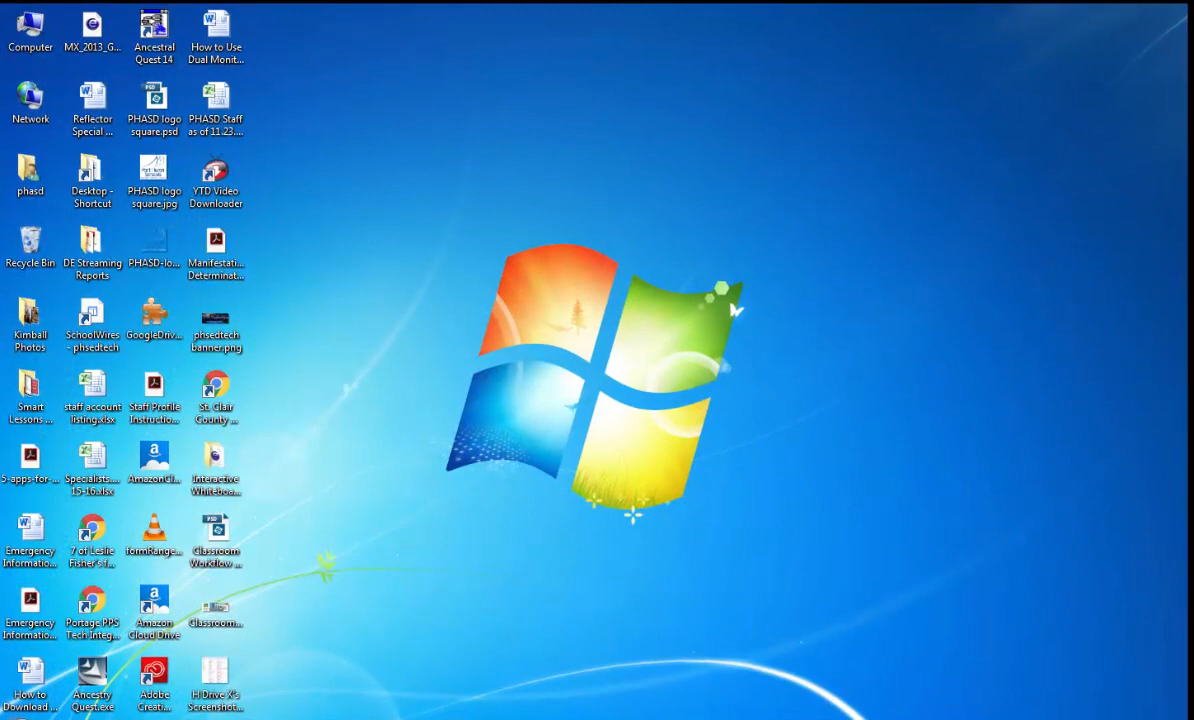 Computer
MX_2013_G...
Ancestral
Quest 14
How to Use
Dual Monit...
Network
Reflector
Special ...
PHASD logo
square.psd
PHASD Staff
as of 11.23....
phasd
Desktop -
Shortcut
PHASD logo
square.jpg
YTD Video
Downloader
Recycle Bin
DE Streaming
Reports
PHASD-lo...
Manifestati...
Determinat...
Kimball
Photos
SchoolWires
- phsedtech
GoogleDriv...
phsedtech
banner.png
Smart
Lessons ...
staff account
listing.xlsx
Staff Profile
Instructio...
St. Clair
County ...
5-apps-for-...
Specialists....
15-16.xlsx
AmazonCl...
Interactive
Whiteboa...
Emergency
Informatio...
7 of Leslie
Fisher's f...
formRange...
Classroom
Workflow ...
Emergency
Informatio...
Portage PPS
Tech Integ...
Amazon
Cloud Drive
Classroom...
How to
Download ...
Ancestry
Quest.exe
Adobe
Creati...
H Drive X's
Screenshot...